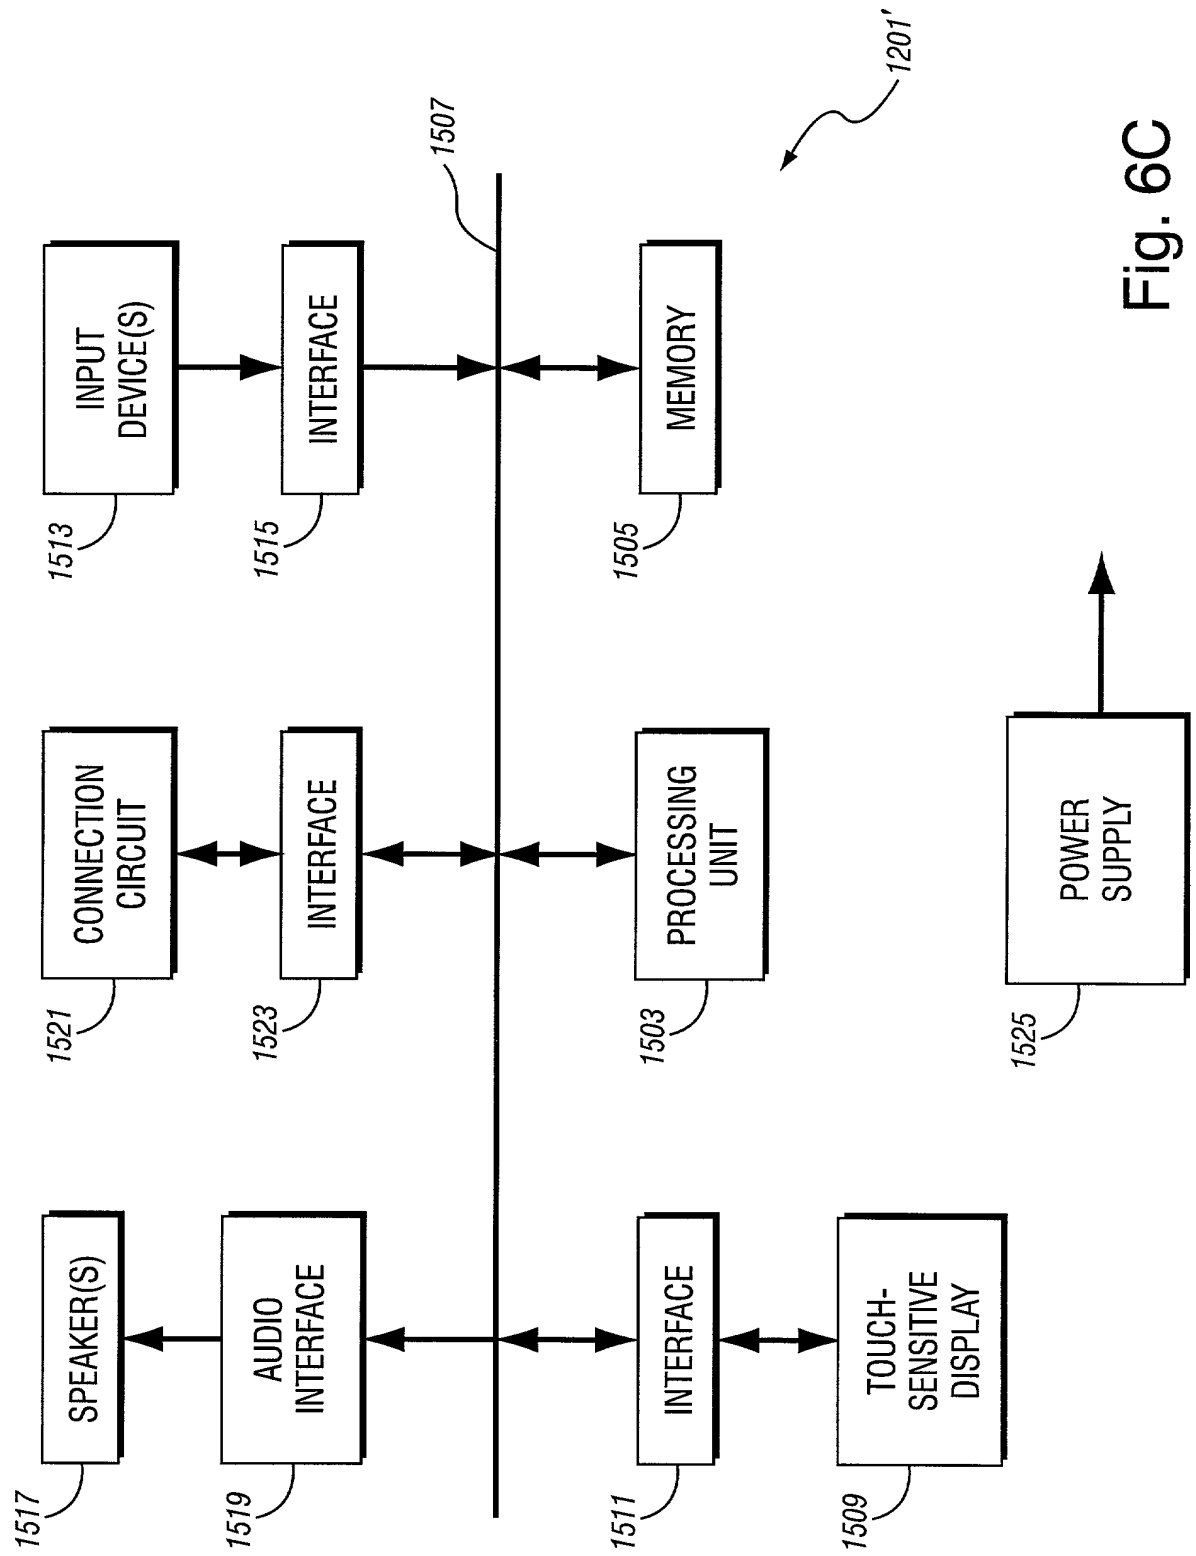 1517
SPEAKER(S)
1519
AUDIO
INTERFACE
1521
CONNECTION
CIRCUIT
1523
INTERFACE
1513
INPUT
DEVICE(S)
1515
INTERFACE
1507
1511
INTERFACE
1509
TOUCH-
SENSITIVE
DISPLAY
1503
PROCESSING
UNIT
1505
MEMORY
1201'
1525
POWER
SUPPLY
Fig. 6C